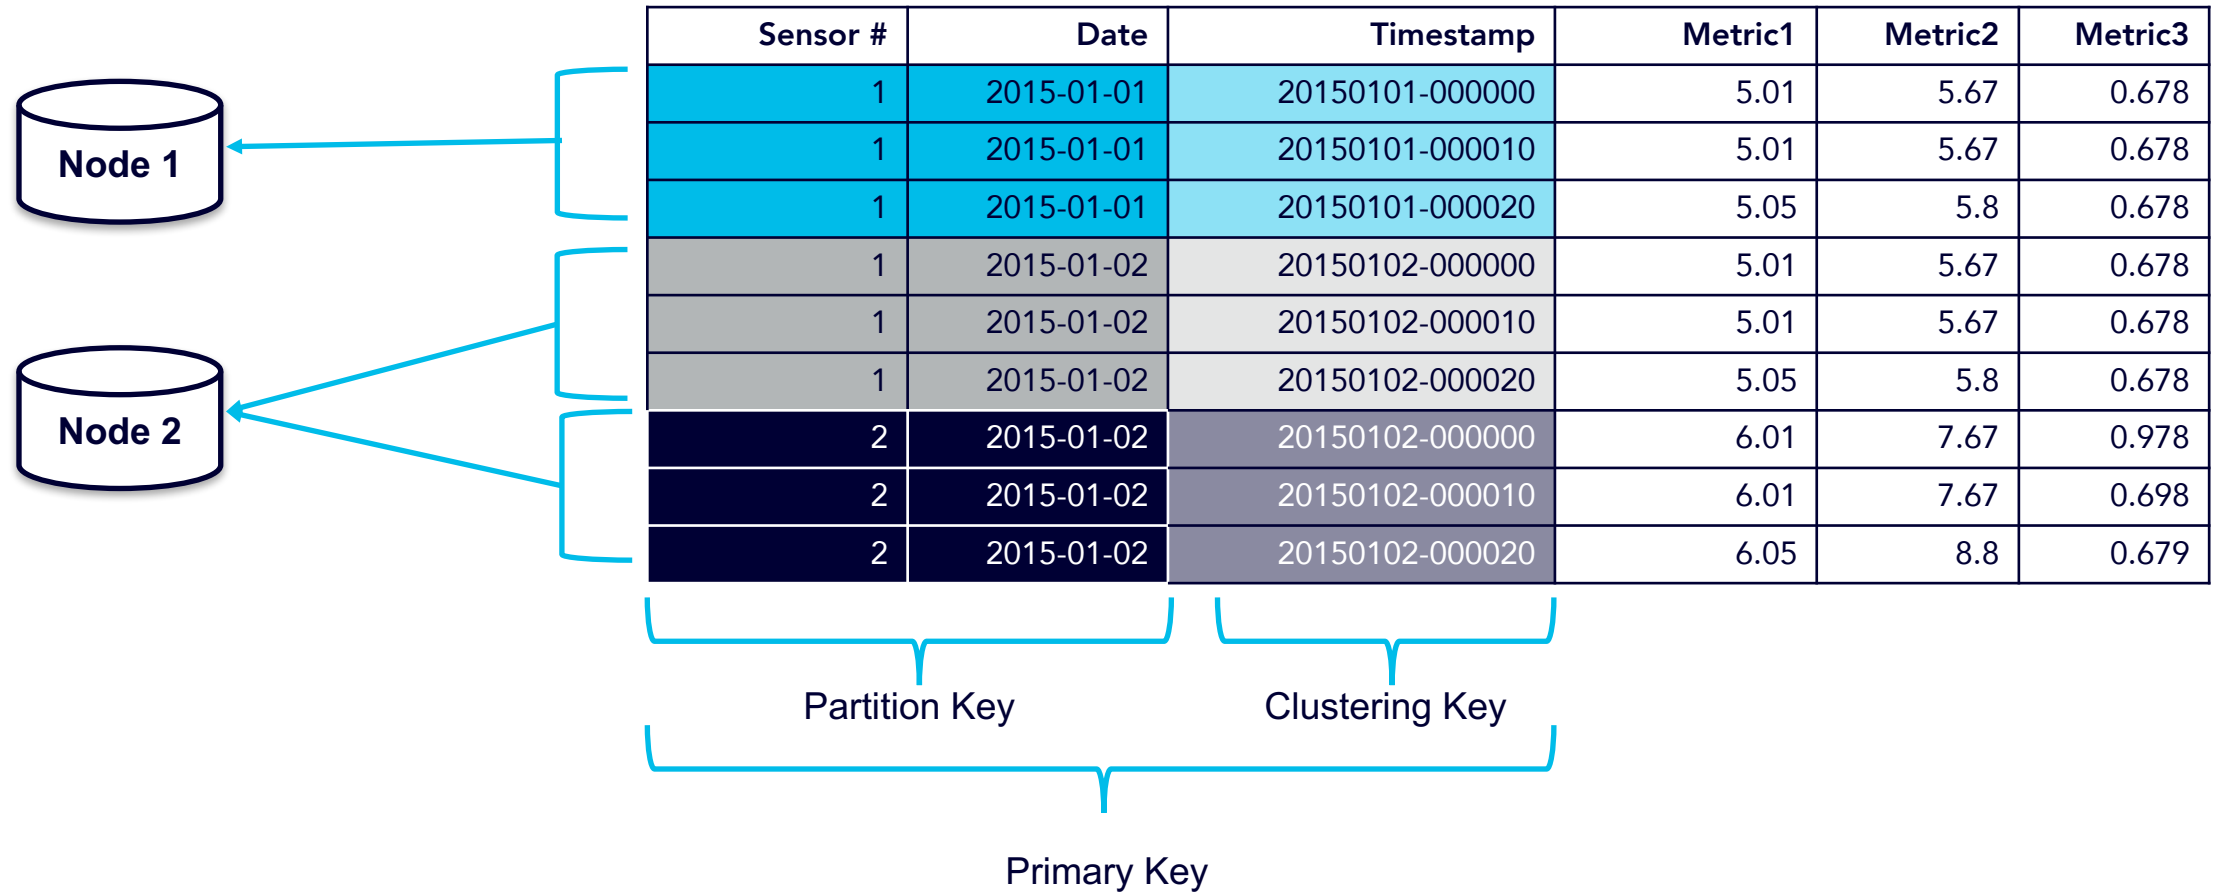 Sensor # Date Timestamp Metric1 Metric2 Metric3
1 2015-01-01 20150101-000000 5.01 5.67 0.678
1 2015-01-01 20150101-000010 5.01 5.67 0.678
1 2015-01-01 20150101-000020 5.05 5.8 0.678
1 2015-01-02 20150102-000000 5.01 5.67 0.678
1 2015-01-02 20150102-000010 5.01 5.67 0.678
1 2015-01-02 20150102-000020 5.05 5.8 0.678
2 2015-01-02 20150102-000000 6.01 7.67 0.978
2 2015-01-02 20150102-000010 6.01 7.67 0.698
2 2015-01-02 20150102-000020 6.05 8.8 0.679
Node 1
Node 2
Partition Key
Clustering Key
Primary Key